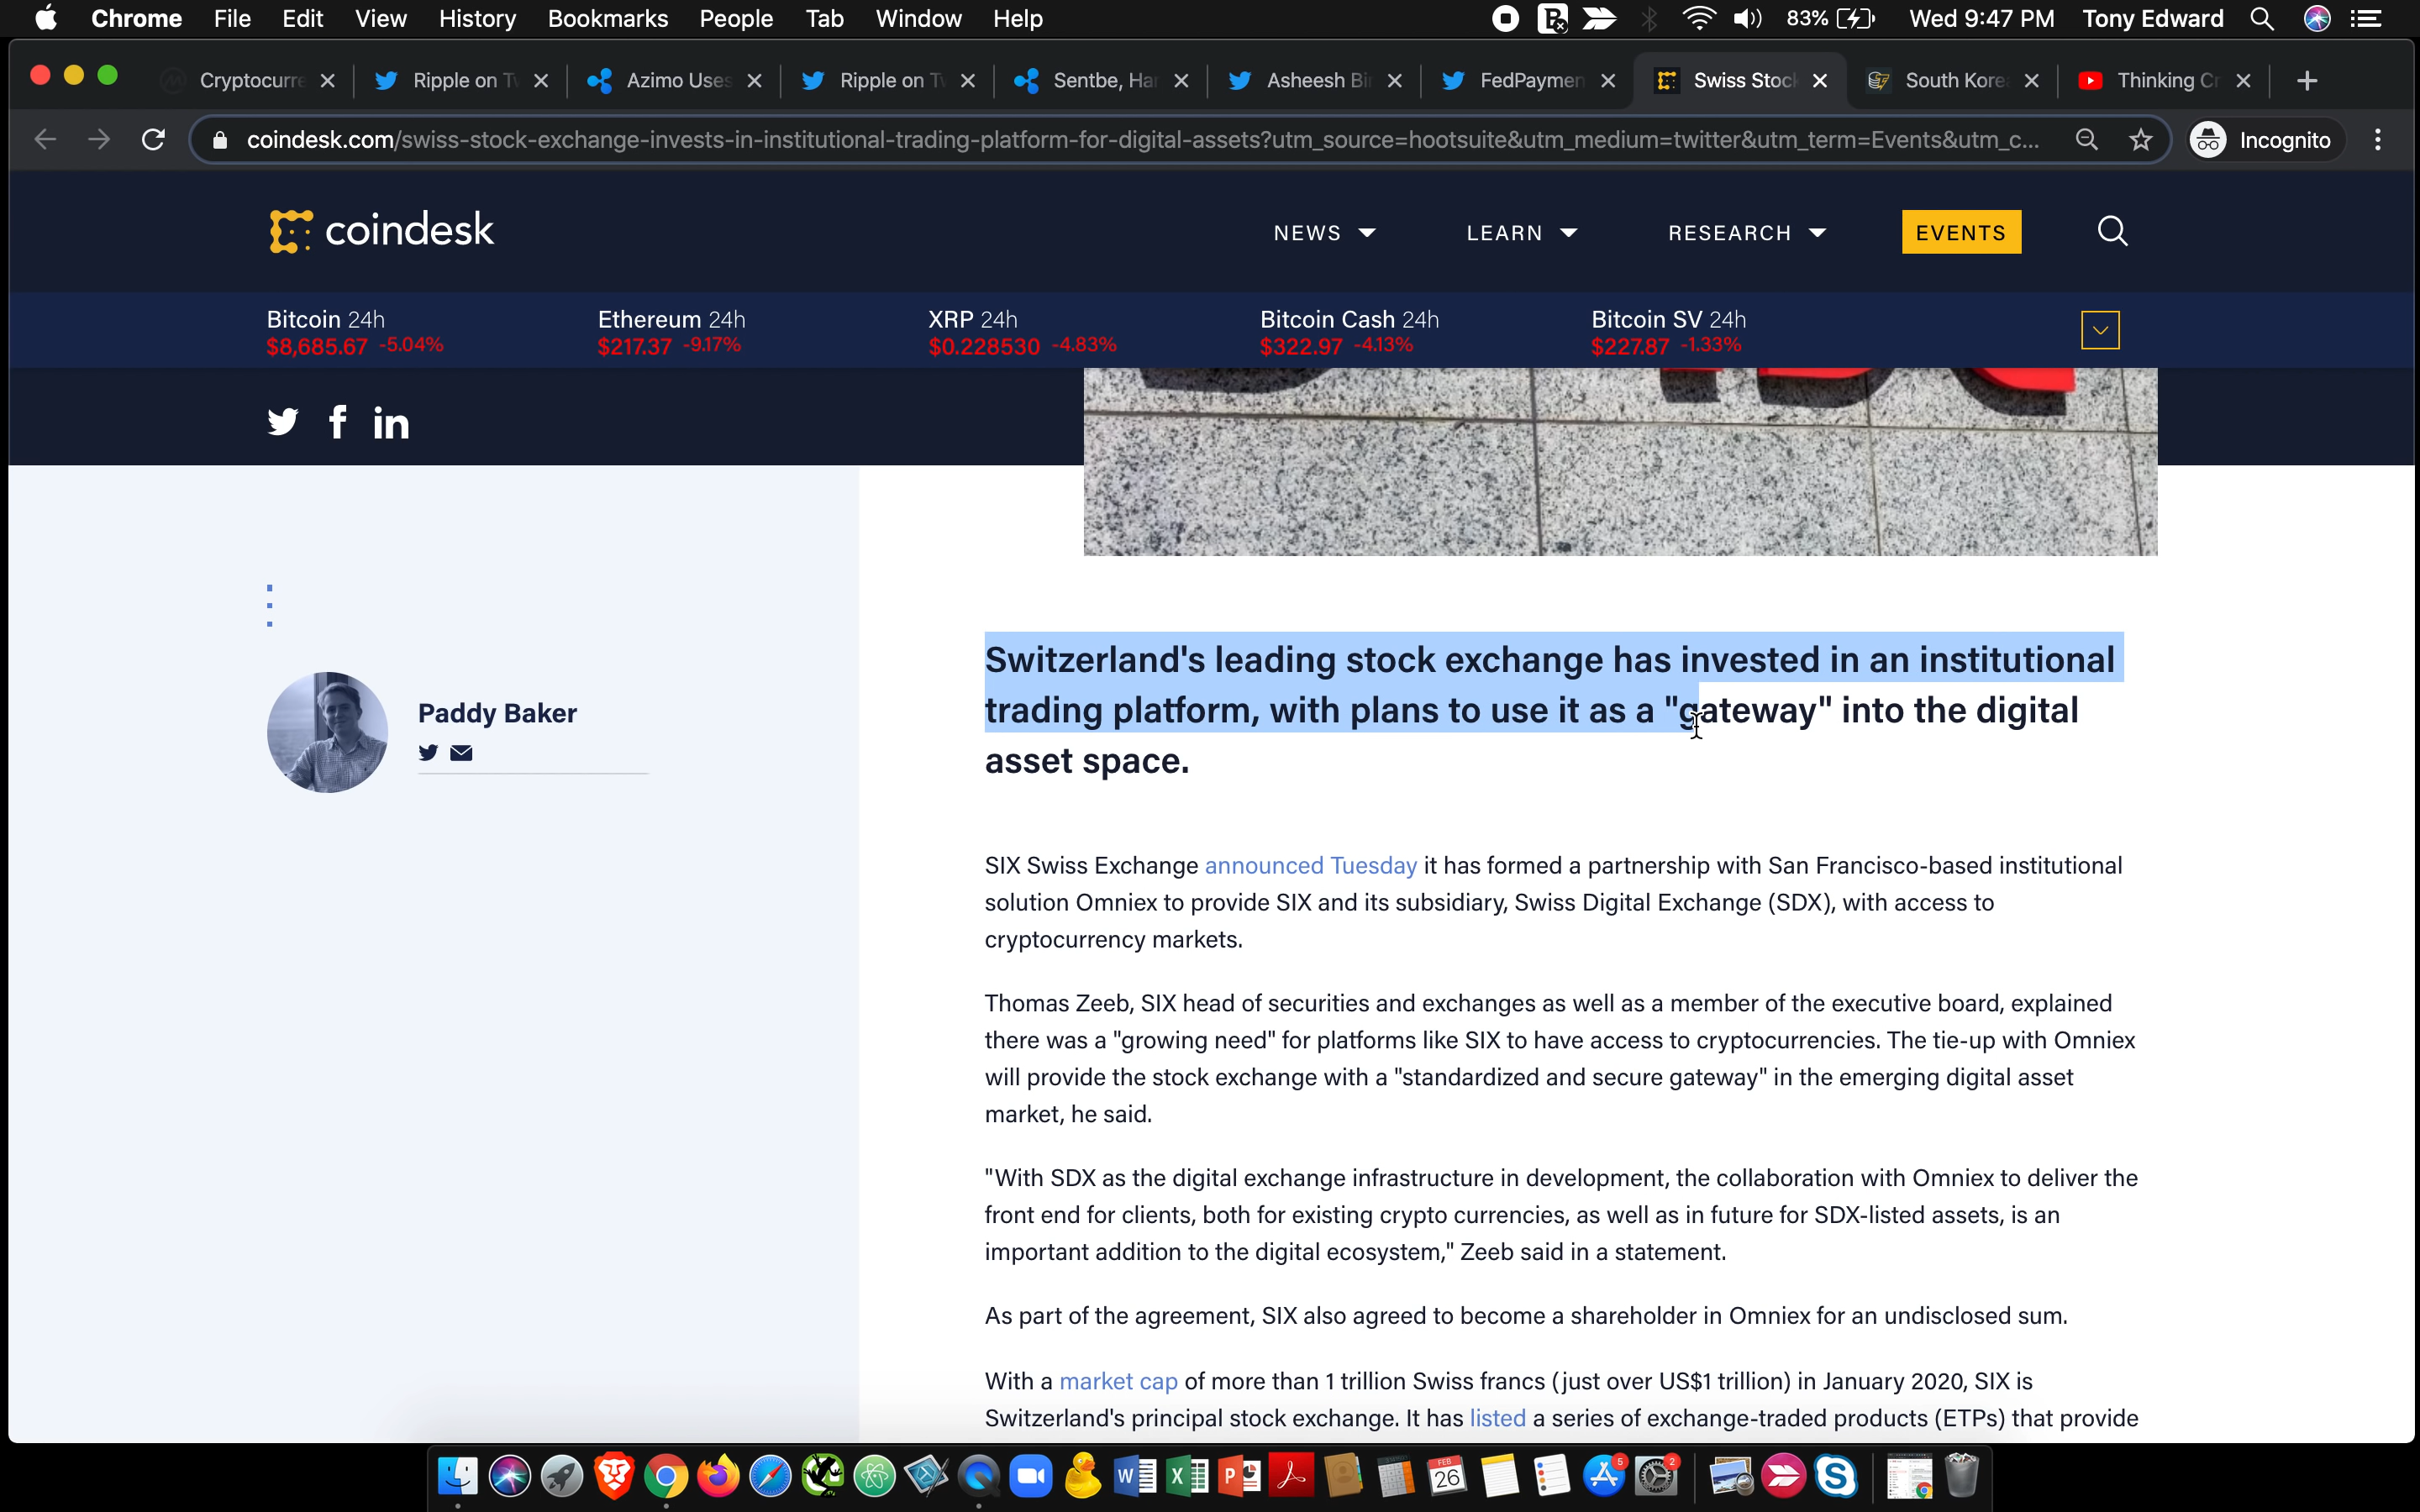 Chrome File Edit View History Bookmarks People Tab Window Help 83% Wed 9:47 PM Tony Edward
Cryptocurre Ripple on Tw Azimo Uses Ripple on Tw Sentbe, Han Asheesh Bir FedPaymen Swiss Stock South Korea Thinking Cr
coindesk.com/swiss-stock-exchange-invests-in-institutional-trading-platform-for-digital-assets?utm_source=hootsuite&utm_medium=twitter&utm_term=Events&utm_c... Incognito
coindesk NEWS LEARN RESEARCH EVENTS
Bitcoin 24h Ethereum 24h XRP 24h Bitcoin Cash 24h Bitcoin SV 24h
$8,685.67 -5.04% $217.37 -9.17% $0.228530 -4.83% $322.97 -4.13% $227.87 -1.33%
Paddy Baker
Switzerland's leading stock exchange has invested in an institutional
trading platform, with plans to use it as a "gateway" into the digital
asset space.
SIX Swiss Exchange announced Tuesday it has formed a partnership with San Francisco-based institutional
solution Omniex to provide SIX and its subsidiary, Swiss Digital Exchange (SDX), with access to
cryptocurrency markets.
Thomas Zeeb, SIX head of securities and exchanges as well as a member of the executive board, explained
there was a "growing need" for platforms like SIX to have access to cryptocurrencies. The tie-up with Omniex
will provide the stock exchange with a "standardized and secure gateway" in the emerging digital asset
market, he said.
"With SDX as the digital exchange infrastructure in development, the collaboration with Omniex to deliver the
front end for clients, both for existing crypto currencies, as well as in future for SDX-listed assets, is an
important addition to the digital ecosystem," Zeeb said in a statement.
As part of the agreement, SIX also agreed to become a shareholder in Omniex for an undisclosed sum.
With a market cap of more than 1 trillion Swiss francs (just over US$1 trillion) in January 2020, SIX is
Switzerland's principal stock exchange. It has listed a series of exchange-traded products (ETPs) that provide
FEB
26
5
2